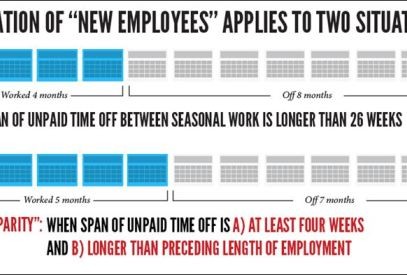 ATION OF “NEW EMPLOYEES” APPLIES TO TWO SITUAT
Worked 4 months
Off 8 months
AN OF UNPAID TIME OFF BETWEEN SEASONAL WORK IS LONGER THAN 26 WEEKS
Worked 5 months
Off 7 months
PARITY”: WHEN SPAN OF UNPAID TIME OFF IS A) AT LEAST FOUR WEEKS
AND B) LONGER THAN PRECEDING LENGTH OF EMPLOYMENT